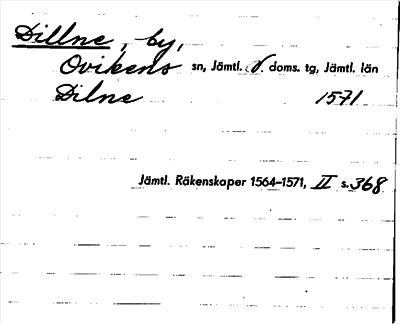 Dillne, by,
Ovikens sn, Jämtl. V. doms. tg, Jämtl. län
Dilne 1571
Jämtl. Räkenskaper 1564–1571, II s. 368